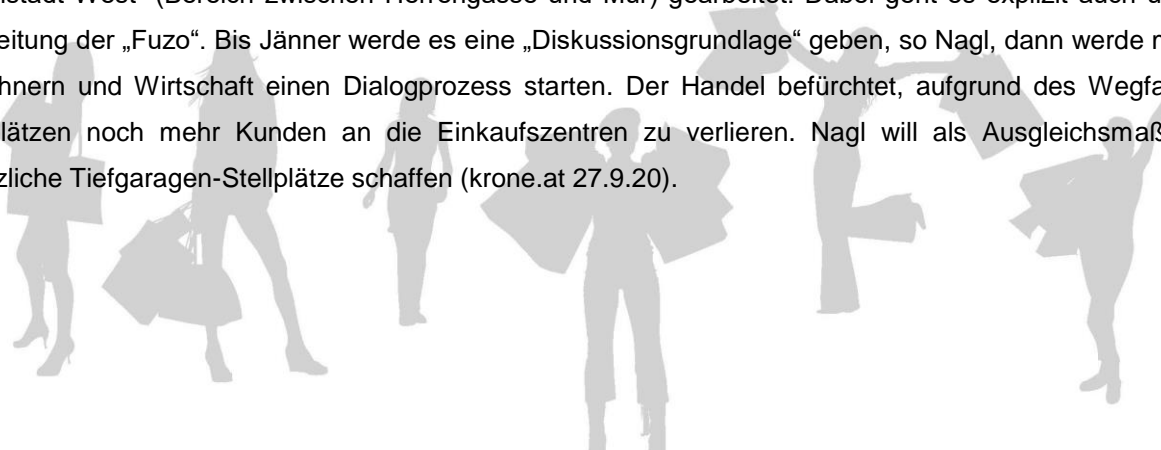 nstadt West“ (Bereich zwischen Herrengasse und Mur) gearbeitet. Dabei geht es explizit auch d
eitung der „Fuzo“. Bis Jänner werde es eine „Diskussionsgrundlage“ geben, so Nagl, dann werde
hnern und Wirtschaft einen Dialogprozess starten. Der Handel befürchtet, aufgrund des Wegfa
lätzen noch mehr Kunden an die Einkaufszentren zu verlieren. Nagl will als Ausgleichsmaß
zliche Tiefgaragen-Stellplätze schaffen (krone.at 27.9.20).